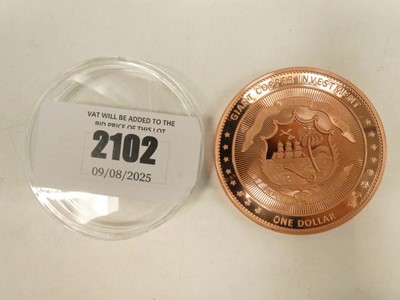 VAT WILL BE ADDED TO THE
BID PRICE OF THIS LOT
2102
09/08/2025
GIANT COPPER INVESTMENT
ONE DOLLAR